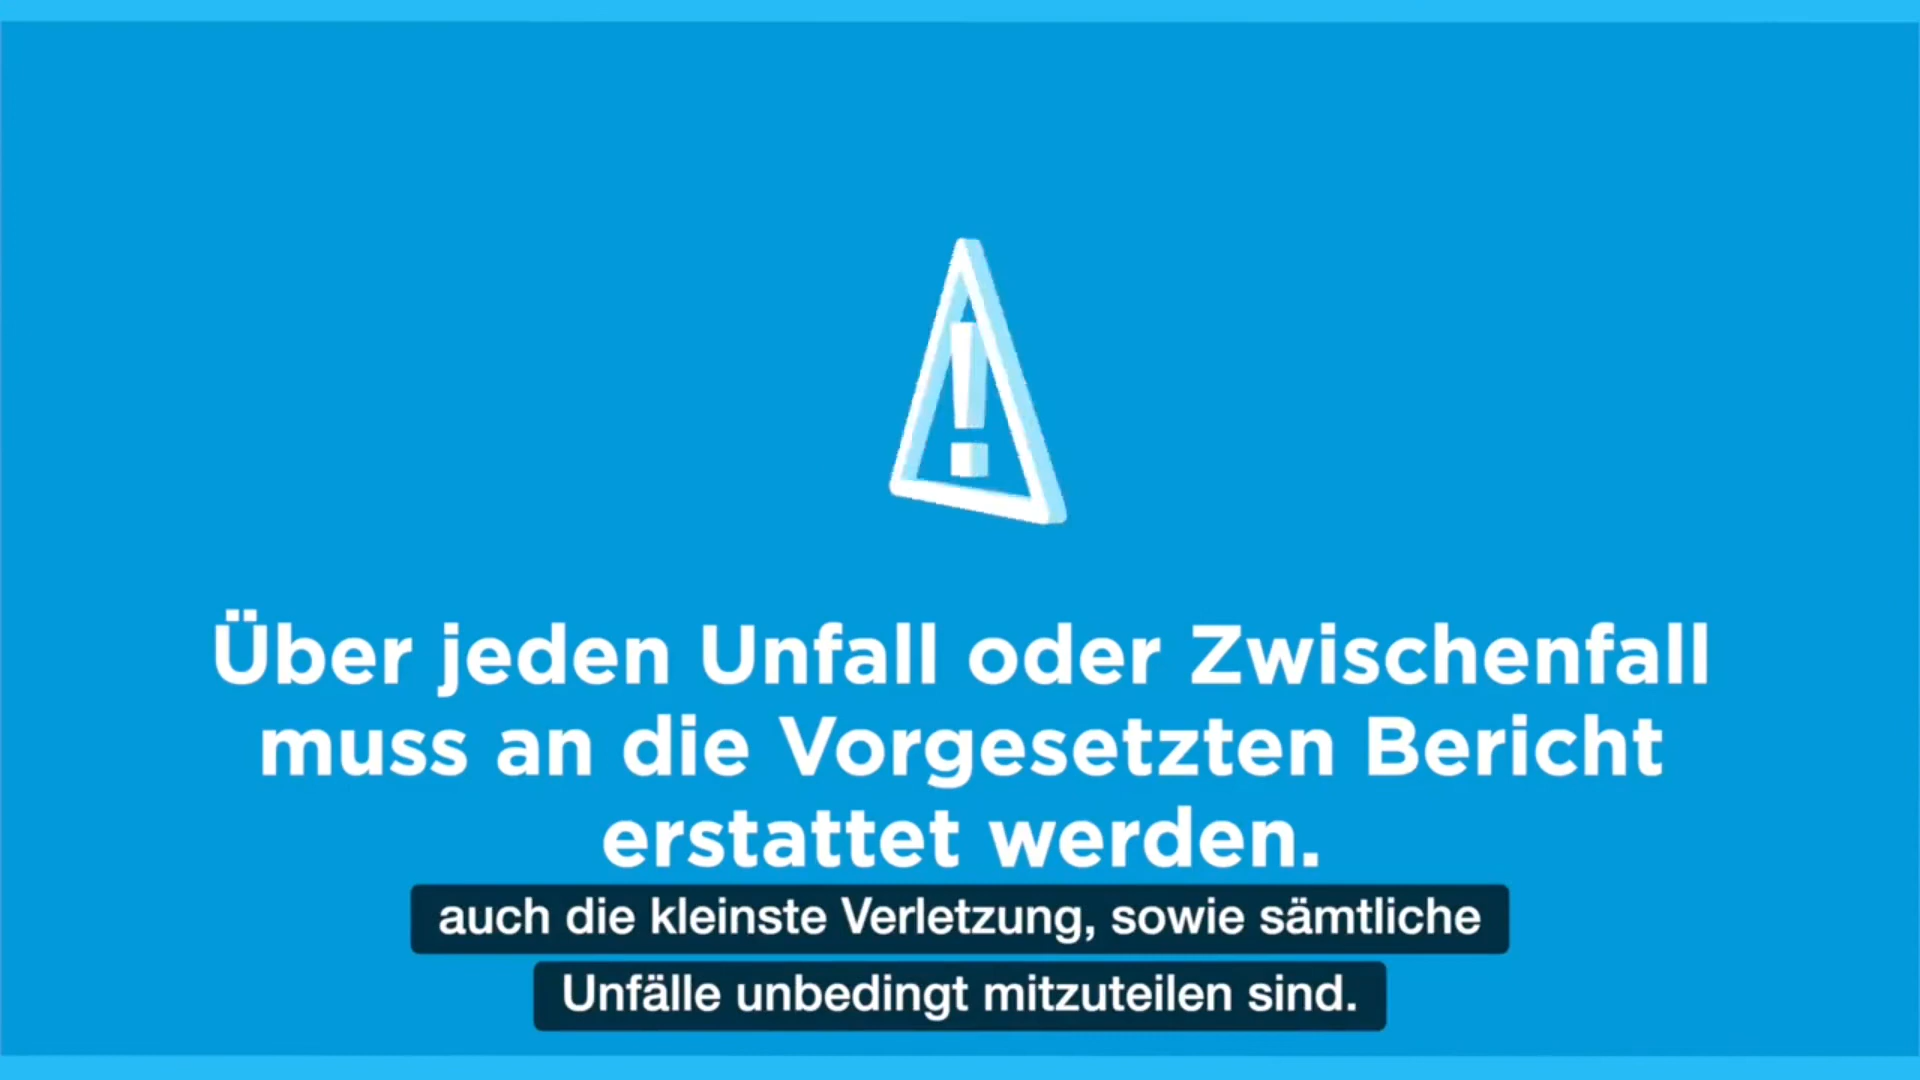 Über jeden Unfall oder Zwischenfall
muss an die Vorgesetzten Bericht
erstattet werden.
auch die kleinste Verletzung, sowie sämtliche
Unfälle unbedingt mitzuteilen sind.